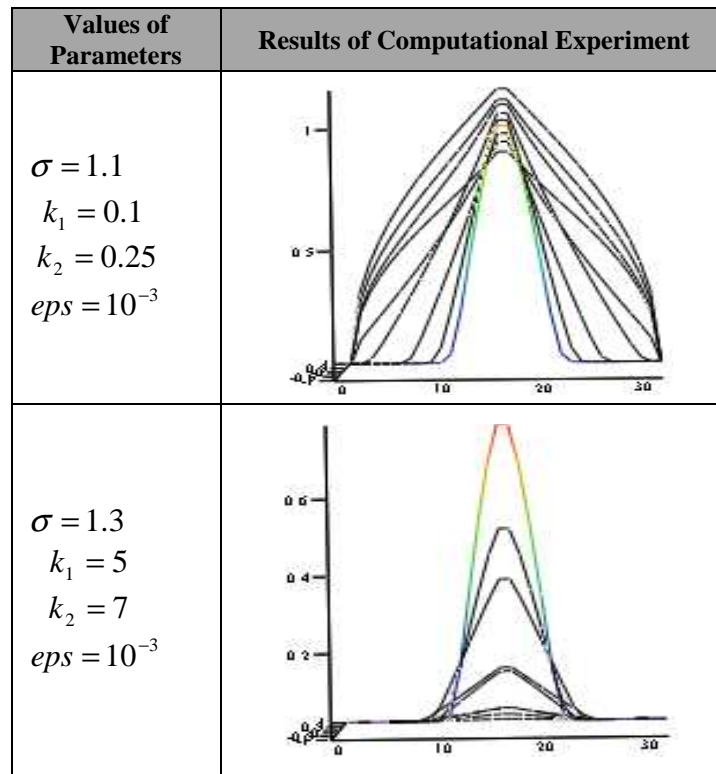 Values of
Parameters
Results of Computational Experiment
σ = 1.1
k₁ = 0.1
k₂ = 0.25
eps = 10⁻³
1
0 5
0
10
20
30
σ = 1.3
k₁ = 5
k₂ = 7
eps = 10⁻³
0 6
0 4
0 2
0
10
20
30